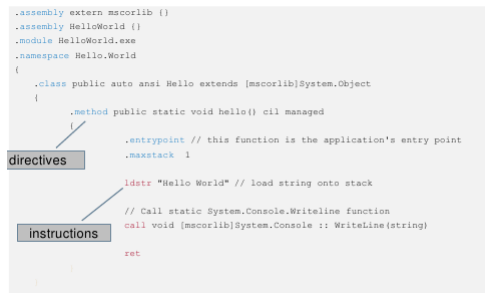 .assembly extern mscorlib {}
.assembly HelloWorld {}
.module HelloWorld.exe
.namespace Hello.World
{
.class public auto ansi Hello extends [mscorlib]System.Object
{
.method public static void hello() cil managed
{
.entrypoint // this function is the application's entry point
.maxstack 1
directives
ldstr "Hello World" // load string onto stack
// Call static System.Console.Writeline function
call void [mscorlib]System.Console :: WriteLine(string)
instructions
ret
}
}